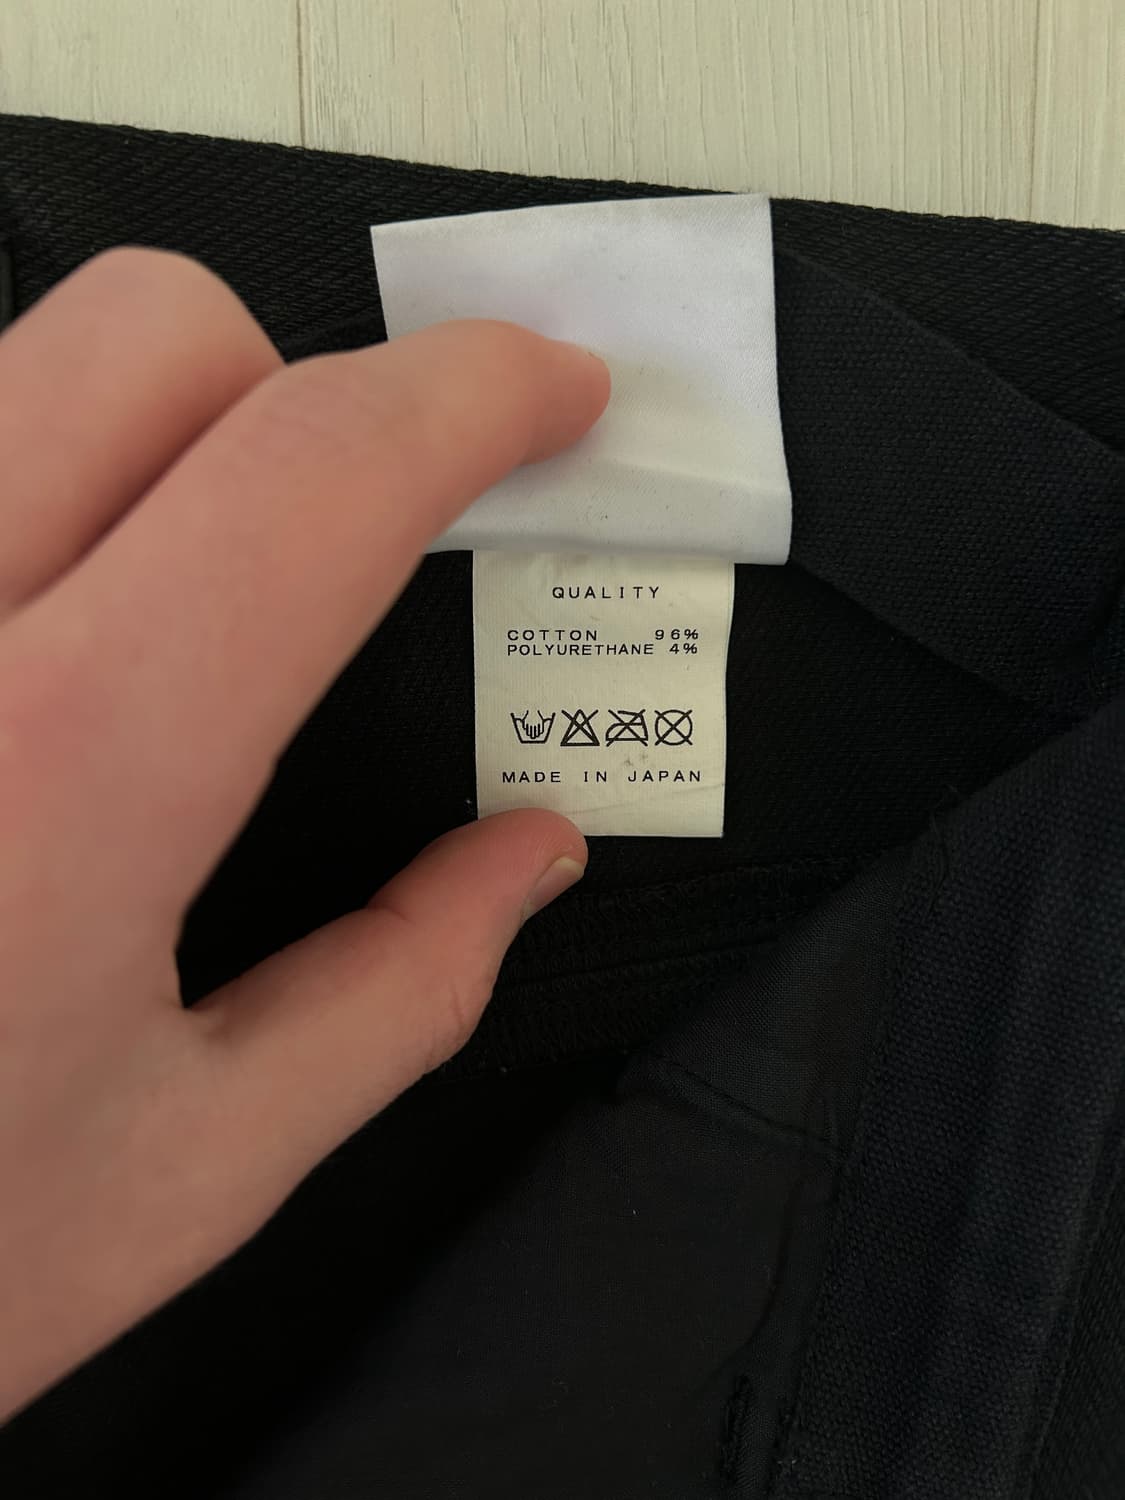 QUALITY
COTTON 96%
POLYURETHANE 4%
MADE IN JAPAN